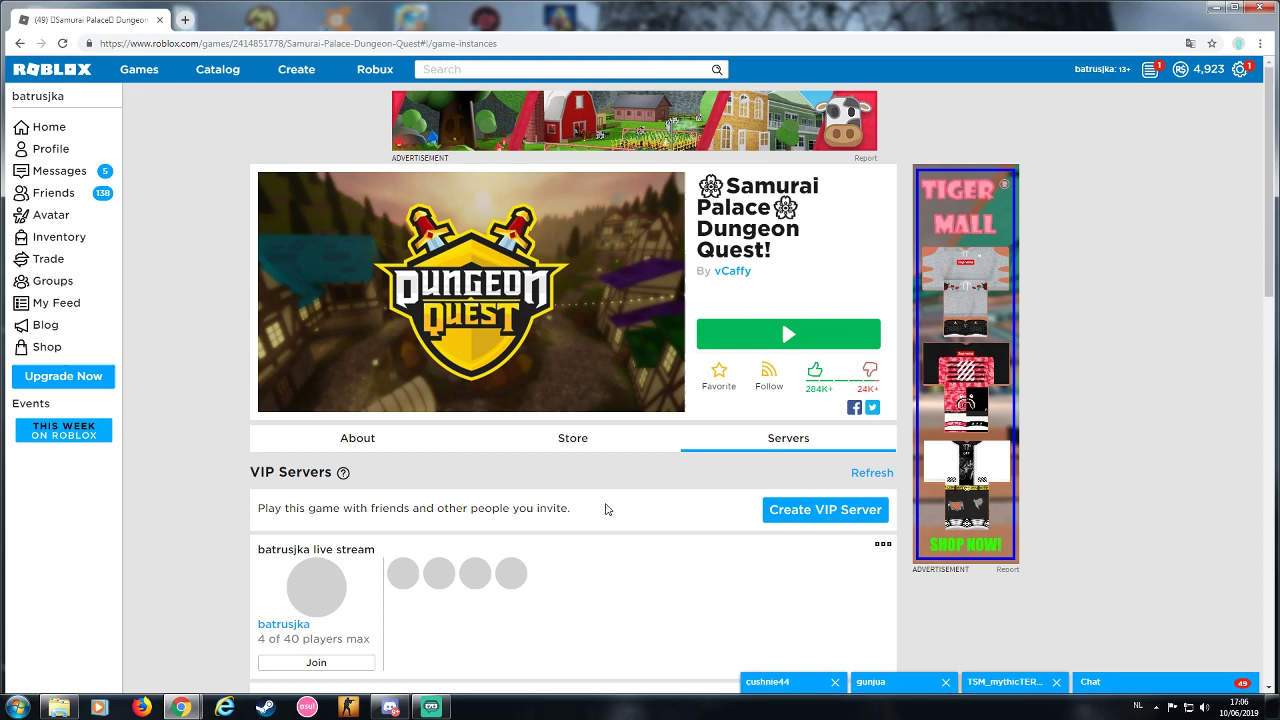 (49) Samurai Palace Dungeon
https://www.roblox.com/games/2414851778/Samurai-Palace-Dungeon-Quest#!/game-instances
ROBLOX
Games
Catalog
Create
Robux
Search
batrusjka: 13+
1
4,923
1
batrusjka
Home
Profile
Messages 5
Friends 138
Avatar
Inventory
Trade
Groups
My Feed
Blog
Shop
Upgrade Now
Events
THIS WEEK
ON ROBLOX
ADVERTISEMENT
Report
DUNGEON
QUEST
🌸Samurai
Palace🌸
Dungeon
Quest!
By vCaffy
Favorite
Follow
284K+
24K+
About
Store
Servers
VIP Servers
Refresh
Play this game with friends and other people you invite.
Create VIP Server
batrusjka live stream
batrusjka
4 of 40 players max
Join
TIGER
MALL
Supreme
SHOP NOW!
ADVERTISEMENT
Report
cushnie44
gunjua
TSM_mythicTER...
Chat
49
osu!
NL
17:06
10/06/2019